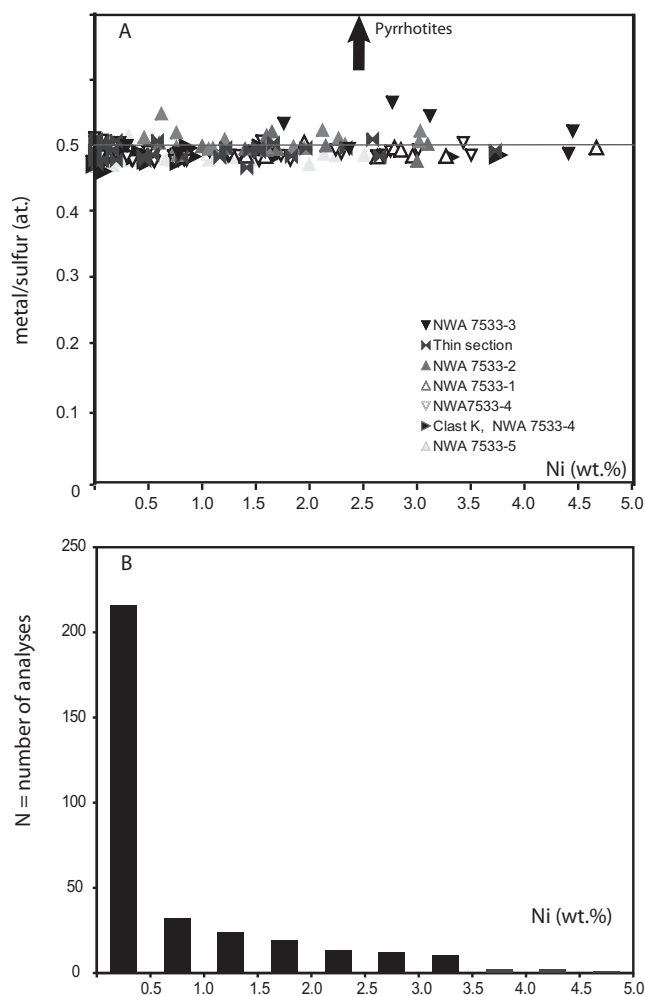 A
Pyrrhotites
0.5
0.4
0.3
0.2
0.1
0
metal/sulfur (at.)
NWA 7533-3
Thin section
NWA 7533-2
NWA 7533-1
NWA7533-4
Clast K, NWA 7533-4
NWA 7533-5
Ni (wt.%)
0.5 1.0 1.5 2.0 2.5 3.0 3.5 4.0 4.5 5.0
B
250
200
150
100
50
0
N = number of analyses
Ni (wt.%)
0.5 1.0 1.5 2.0 2.5 3.0 3.5 4.0 4.5 5.0